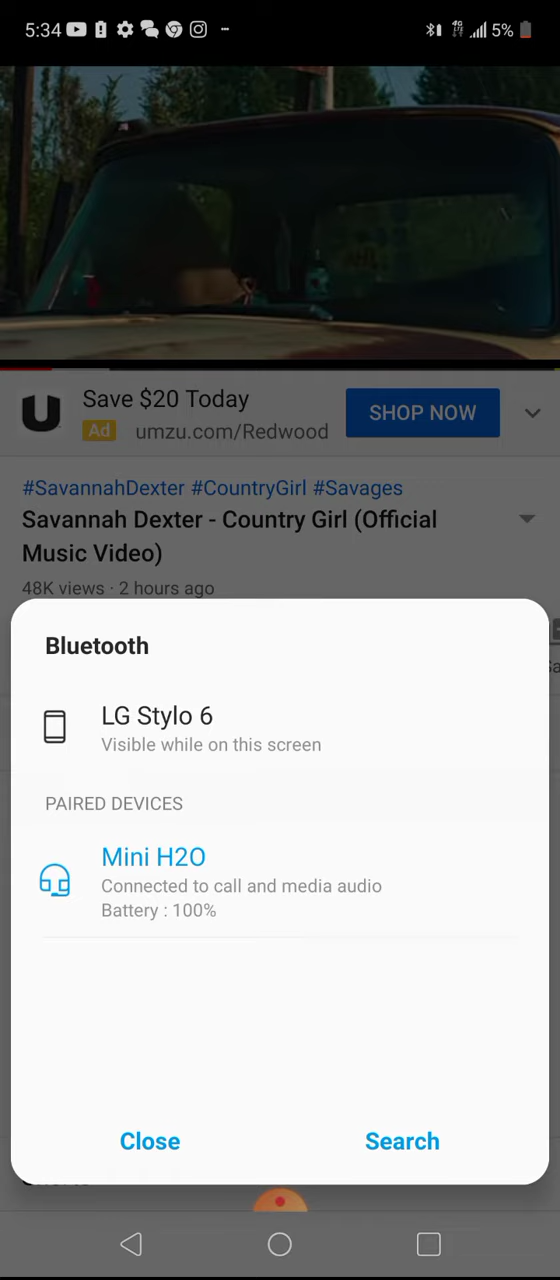 5:34
4G
LTE
5%
U
Save $20 Today
SHOP NOW
Ad umzu.com/Redwood
#SavannahDexter #CountryGirl #Savages
Savannah Dexter - Country Girl (Official
Music Video)
48K views · 2 hours ago
Bluetooth
LG Stylo 6
Visible while on this screen
PAIRED DEVICES
Mini H2O
Connected to call and media audio
Battery : 100%
Close
Search